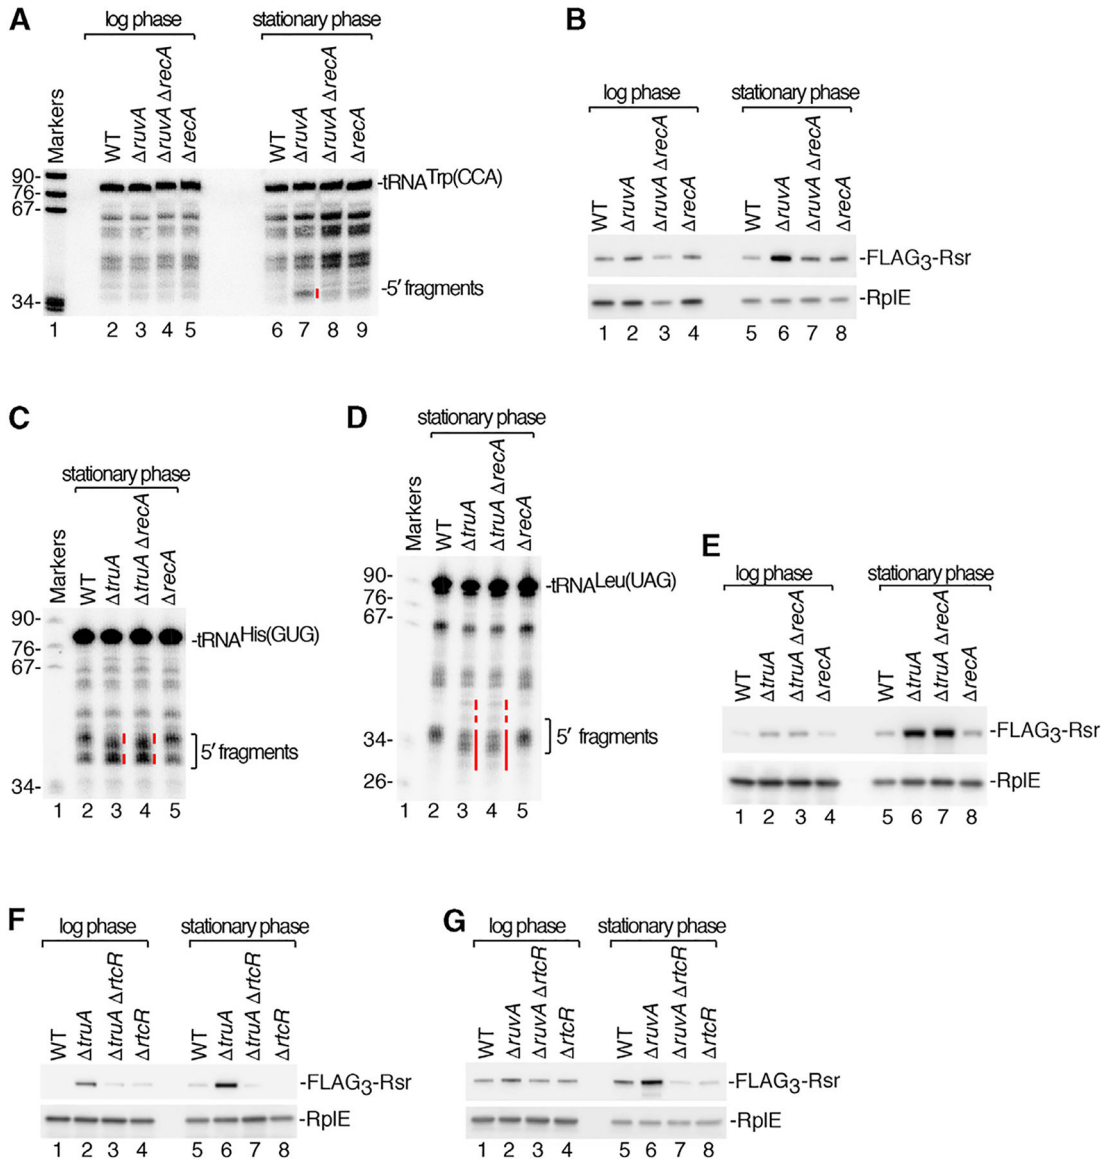 A
log phase
stationary phase
Markers
WT
ΔruvA
ΔruvA ΔrecA
ΔrecA
WT
ΔruvA
ΔruvA ΔrecA
ΔrecA
90-
76-
67-
34-
-tRNATrp(CCA)
-5′ fragments
1 2 3 4 5 6 7 8 9
B
log phase
stationary phase
WT
ΔruvA
ΔruvA ΔrecA
ΔrecA
WT
ΔruvA
ΔruvA ΔrecA
ΔrecA
-FLAG3-Rsr
-RplE
1 2 3 4 5 6 7 8
C
stationary phase
Markers
WT
ΔtruA
ΔtruA ΔrecA
ΔrecA
90-
76-
67-
34-
-tRNAHis(GUG)
5′ fragments
1 2 3 4 5
D
stationary phase
Markers
WT
ΔtruA
ΔtruA ΔrecA
ΔrecA
90-
76-
67-
34-
26-
-tRNALeu(UAG)
5′ fragments
1 2 3 4 5
E
log phase
stationary phase
WT
ΔtruA
ΔtruA ΔrecA
ΔrecA
WT
ΔtruA
ΔtruA ΔrecA
ΔrecA
-FLAG3-Rsr
-RplE
1 2 3 4 5 6 7 8
F
log phase
stationary phase
WT
ΔtruA
ΔtruA ΔrtcR
ΔrtcR
WT
ΔtruA
ΔtruA ΔrtcR
ΔrtcR
-FLAG3-Rsr
-RplE
1 2 3 4 5 6 7 8
G
log phase
stationary phase
WT
ΔruvA
ΔruvA ΔrtcR
ΔrtcR
WT
ΔruvA
ΔruvA ΔrtcR
ΔrtcR
-FLAG3-Rsr
-RplE
1 2 3 4 5 6 7 8